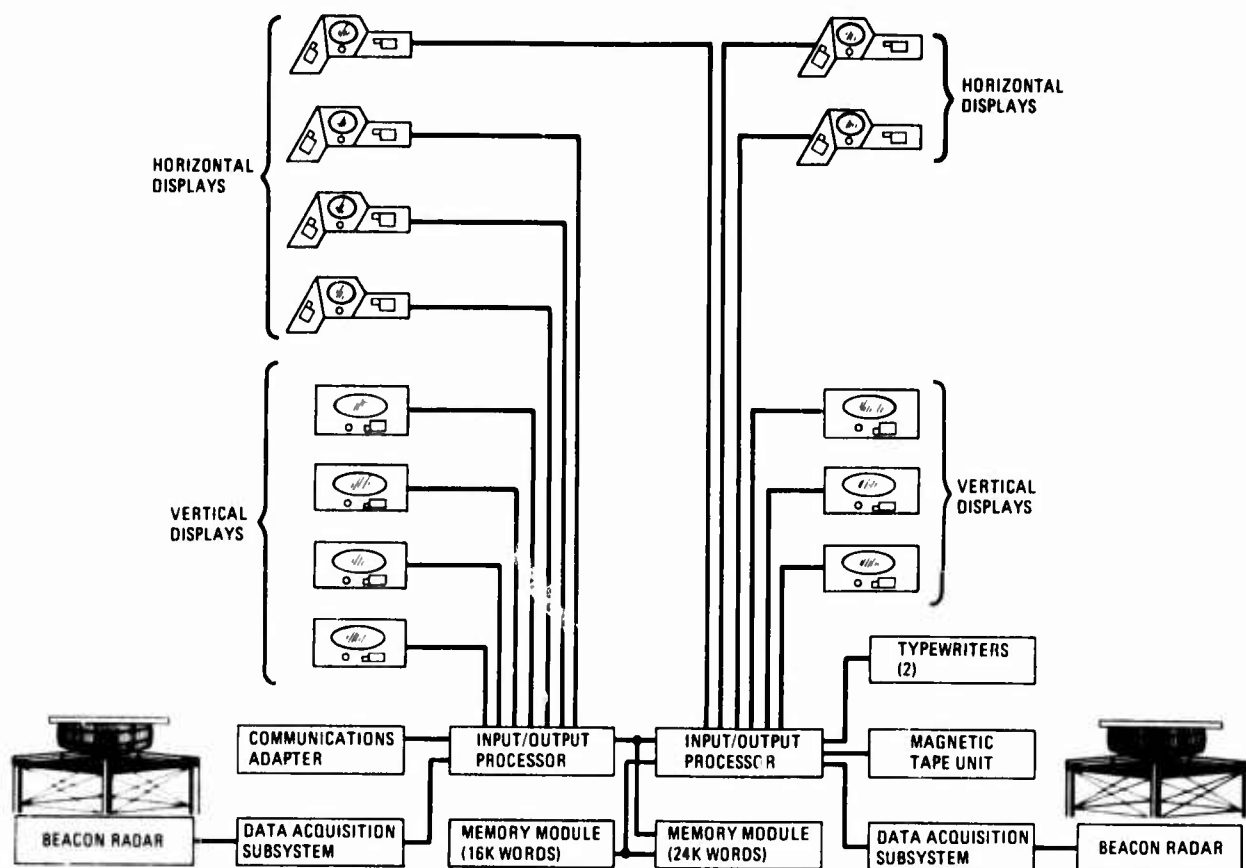 HORIZONTAL
DISPLAYS
HORIZONTAL
DISPLAYS
VERTICAL
DISPLAYS
VERTICAL
DISPLAYS
TYPEWRITERS
(2)
COMMUNICATIONS
ADAPTER
INPUT/OUTPUT
PROCESSOR
INPUT/OUTPUT
PROCESSOR
MAGNETIC
TAPE UNIT
BEACON RADAR
DATA ACQUISITION
SUBSYSTEM
MEMORY MODULE
(16K WORDS)
MEMORY MODULE
(24K WORDS)
DATA ACQUISITION
SUBSYSTEM
BEACON RADAR